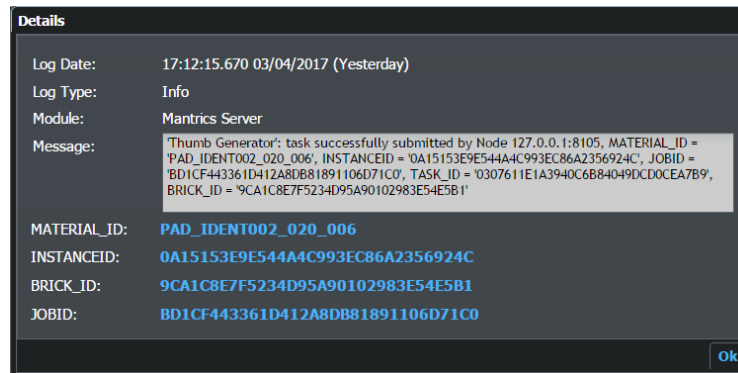 Details
Log Date: 17:12:15.670 03/04/2017 (Yesterday)
Log Type: Info
Module: Mantrics Server
Message: 'Thumb Generator': task successfully submitted by Node 127.0.0.1:8105, MATERIAL_ID =
'PAD_IDENT002_020_006', INSTANCEID = '0A15153E9E544A4C993EC86A2356924C', JOBID =
'BD1CF443361D412A8DB81891106D71C0', TASK_ID = '0307611E1A3940C6B84049DCD0CEA7B9',
BRICK_ID = '9CA1C8E7F5234D95A90102983E54E5B1'
MATERIAL_ID: PAD_IDENT002_020_006
INSTANCEID: 0A15153E9E544A4C993EC86A2356924C
BRICK_ID: 9CA1C8E7F5234D95A90102983E54E5B1
JOBID: BD1CF443361D412A8DB81891106D71C0
Ok